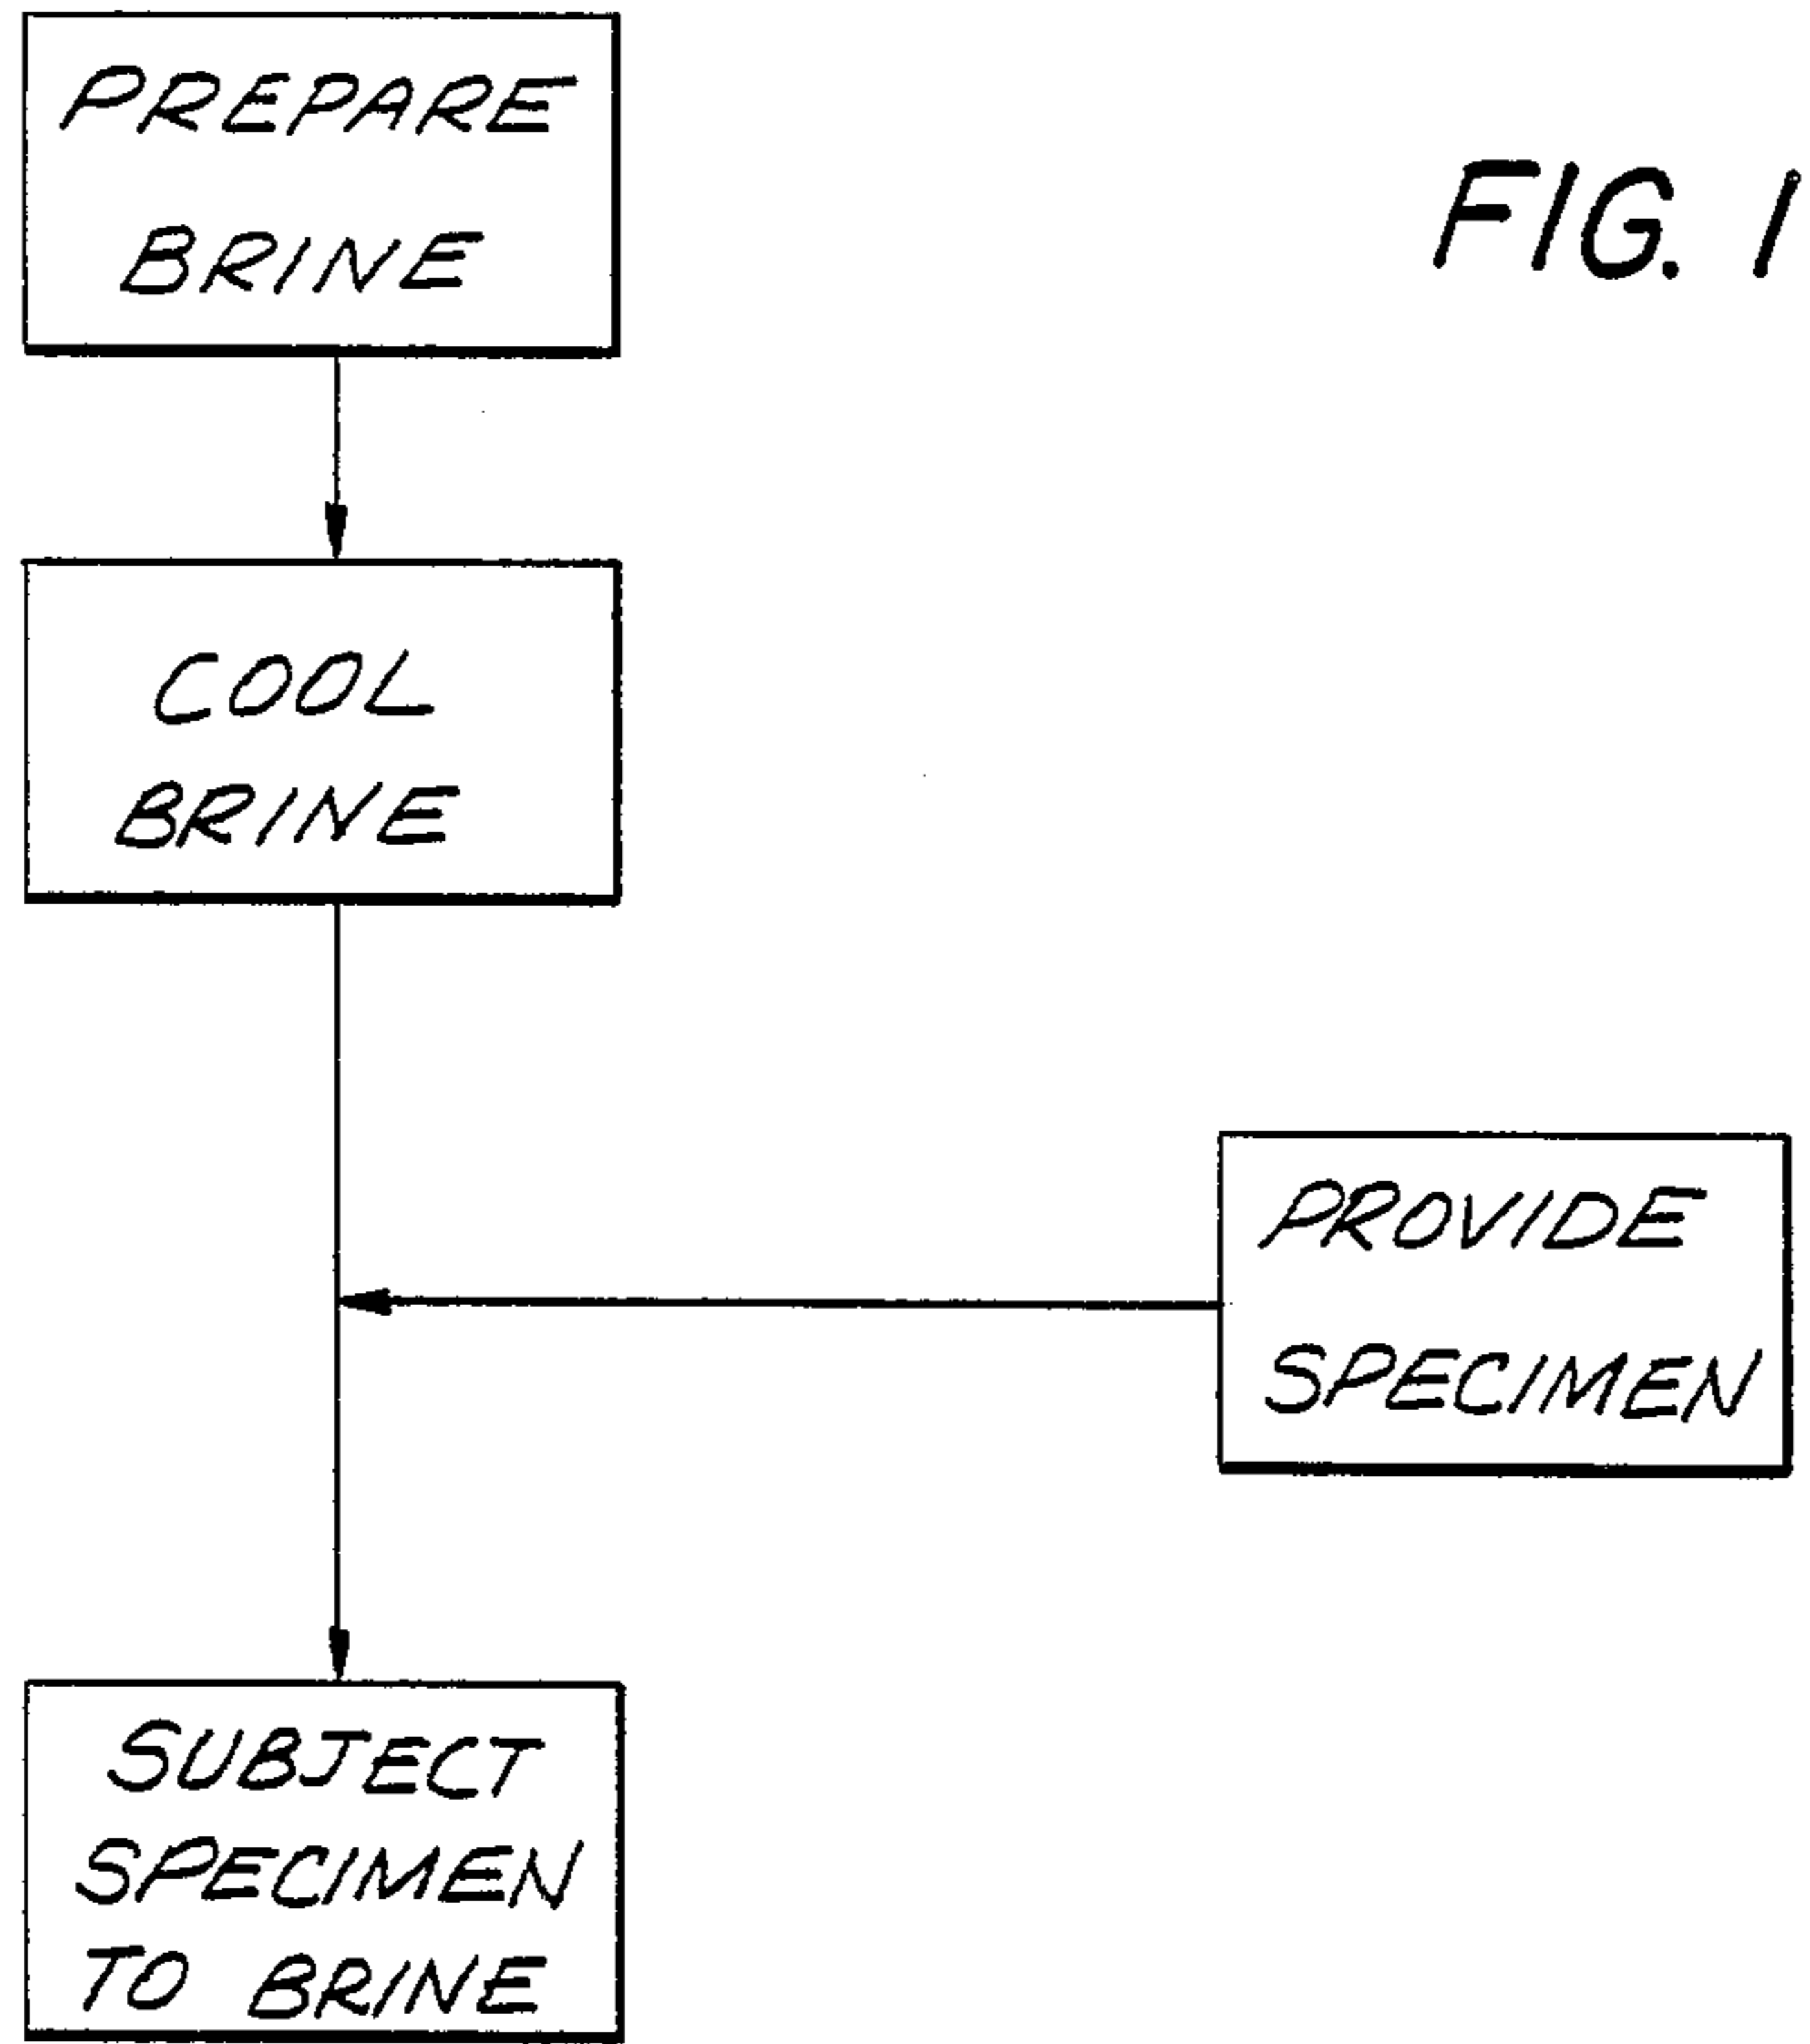 PREPARE
BRINE
FIG. 1
COOL
BRINE
PROVIDE
SPECIMEN
SUBJECT
SPECIMEN
TO BRINE